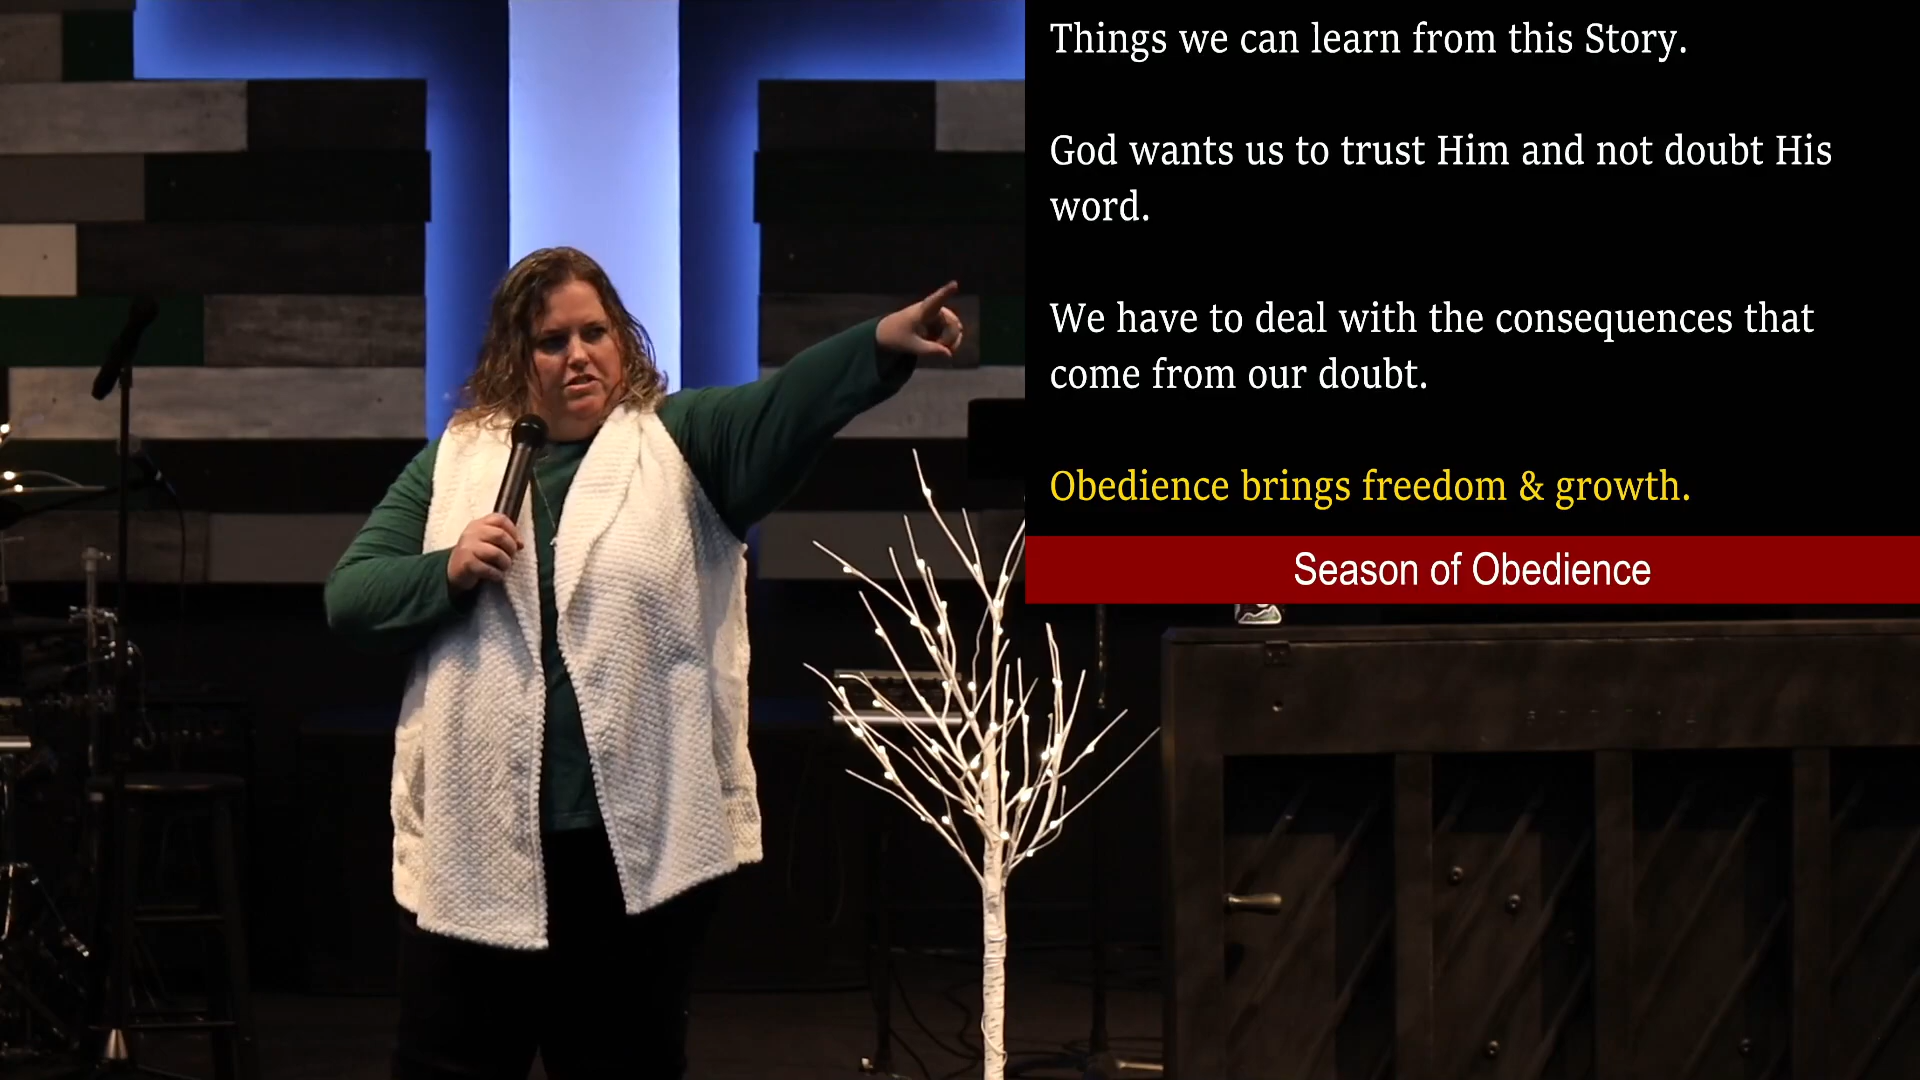 Things we can learn from this Story.
God wants us to trust Him and not doubt His
word.
We have to deal with the consequences that
come from our doubt.
Obedience brings freedom & growth.
Season of Obedience